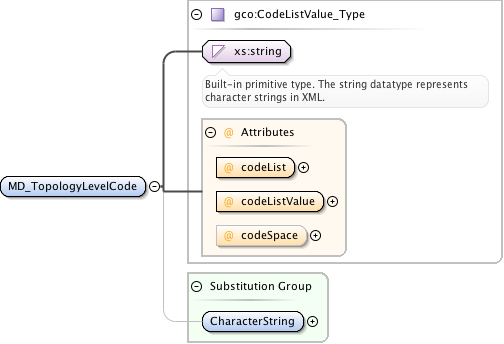 gco:CodeListValue_Type
xs:string
Built-in primitive type. The string datatype represents
character strings in XML.
@ Attributes
@ codeList
MD_TopologyLevelCode
@ codeListValue
@ codeSpace
Substitution Group
CharacterString